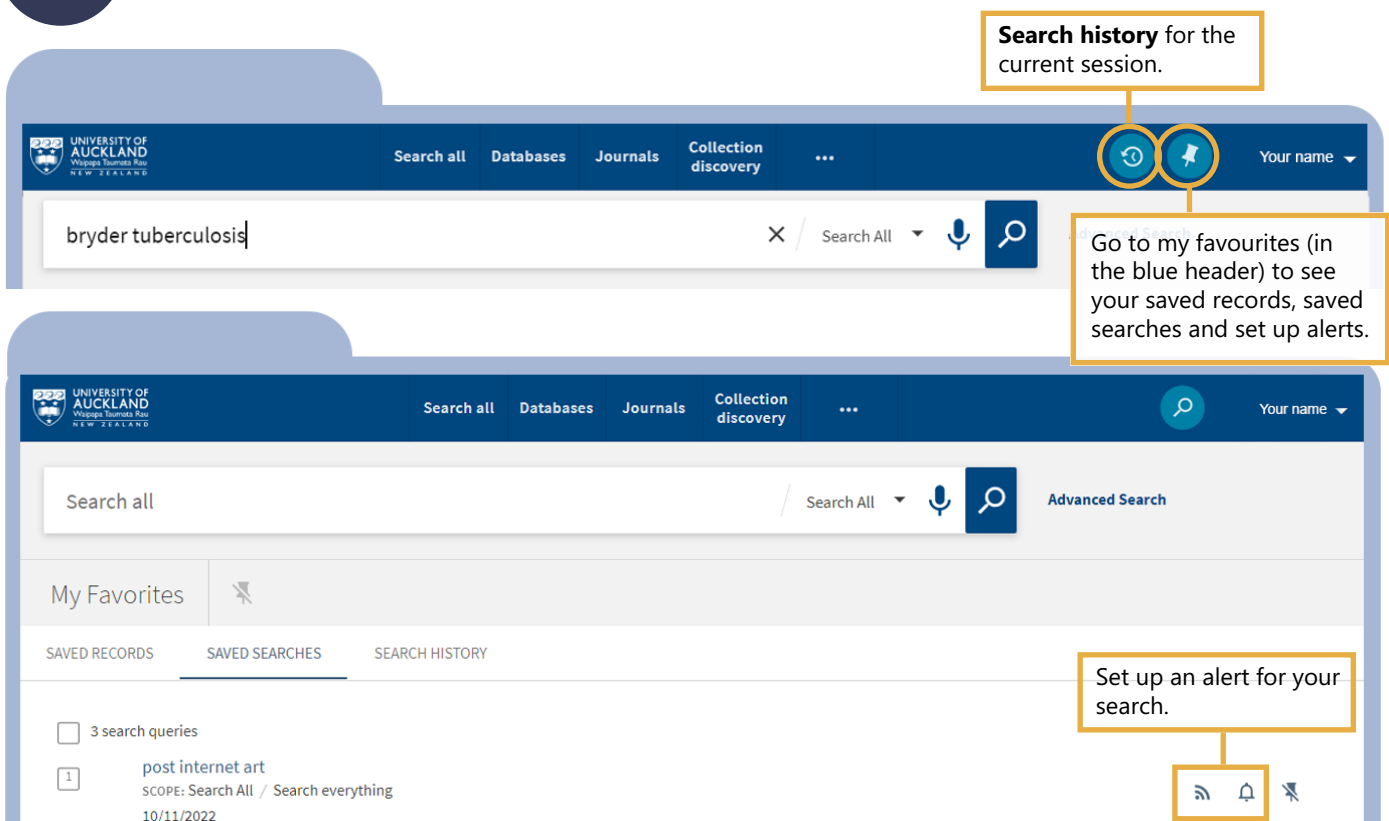 Search history for the
current session.
UNIVERSITY OF
AUCKLAND
Waipapa Taumata Rau
NEW ZEALAND
Search all
Databases
Journals
Collection
discovery
•••
Your name
bryder tuberculosis
Search All
Advanced Search
Go to my favourites (in
the blue header) to see
your saved records, saved
searches and set up alerts.
UNIVERSITY OF
AUCKLAND
Waipapa Taumata Rau
NEW ZEALAND
Search all
Databases
Journals
Collection
discovery
•••
Your name
Search all
Search All
Advanced Search
My Favorites
SAVED RECORDS
SAVED SEARCHES
SEARCH HISTORY
Set up an alert for your
search.
3 search queries
1
post internet art
SCOPE: Search All / Search everything
10/11/2022